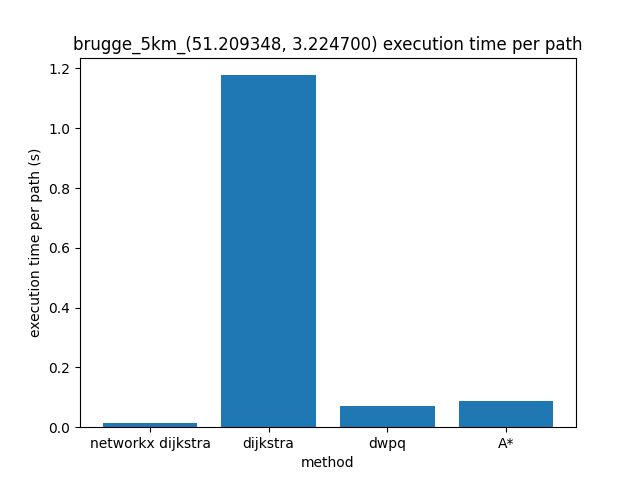 brugge_5km_(51.209348, 3.224700) execution time per path
execution time per path (s)
1.2
1.0
0.8
0.6
0.4
0.2
0.0
networkx dijkstra
dijkstra
dwpq
A*
method